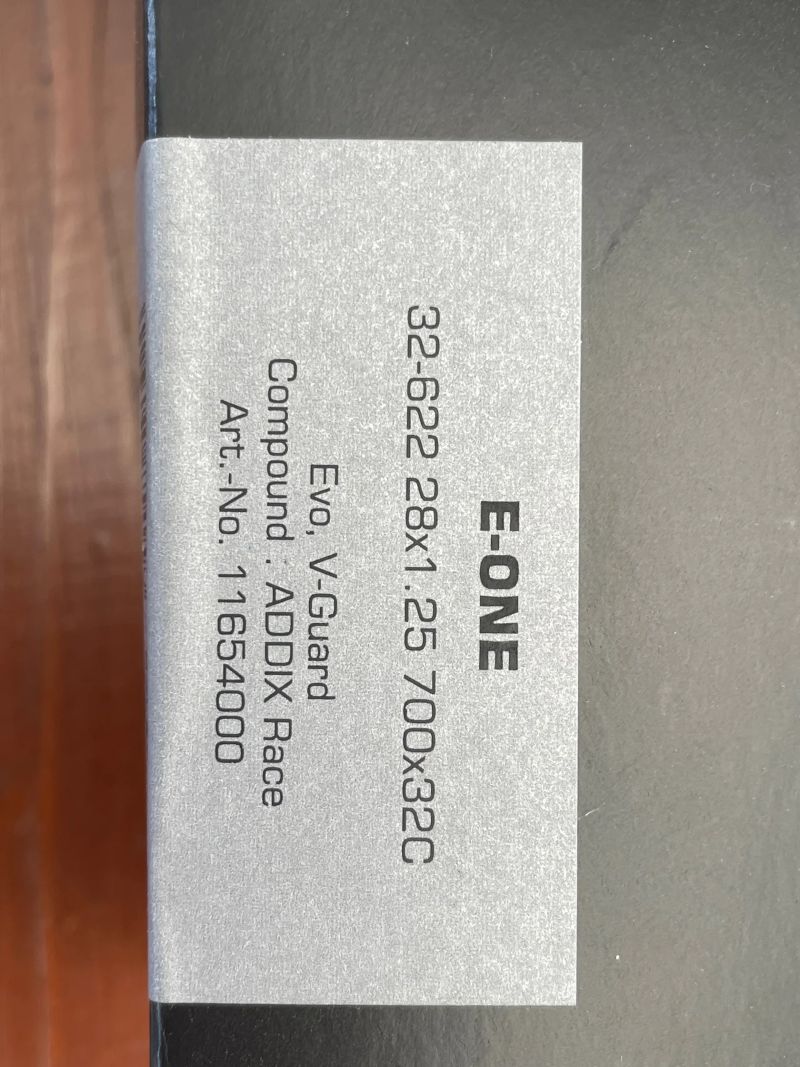 E-ONE
32-622 28x1.25 700x32C
Evo, V-Guard
Compound : ADDIX Race
Art.-No. 11654000